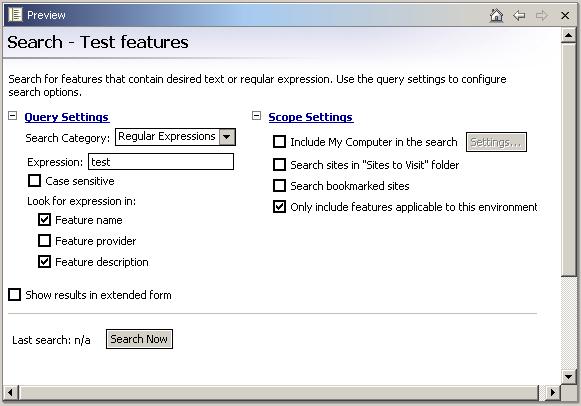 Preview
Search - Test features
Search for features that contain desired text or regular expression. Use the query settings to configure
search options.
Query Settings
Search Category: Regular Expressions
Expression: test
Case sensitive
Look for expression in:
Feature name
Feature provider
Feature description
Scope Settings
Include My Computer in the search Settings...
Search sites in "Sites to Visit" folder
Search bookmarked sites
Only include features applicable to this environment
Show results in extended form
Last search: n/a Search Now